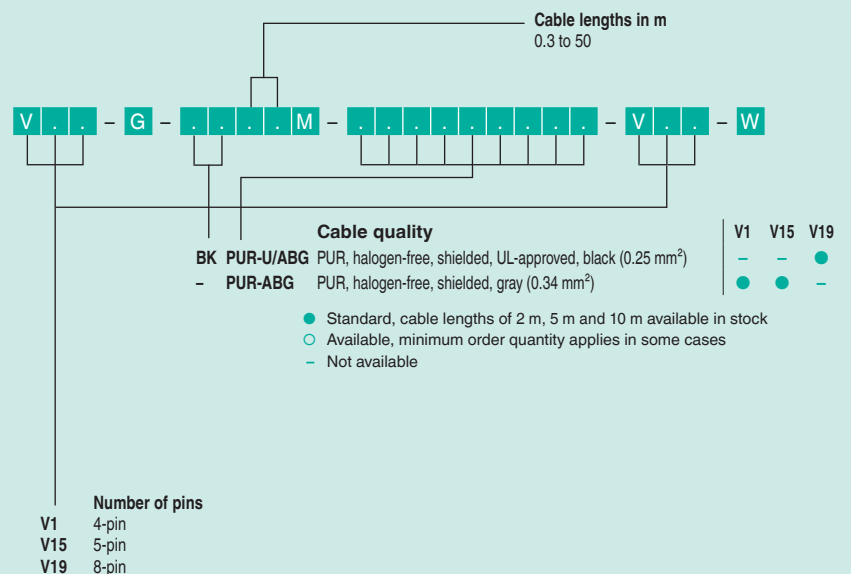 Cable lengths in m
0.3 to 50
V . . – G – . . . . M – . . . . . . . . . – V . . – W
Cable quality V1 V15 V19
BK PUR-U/ABG PUR, halogen-free, shielded, UL-approved, black (0.25 mm²) – – ●
– PUR-ABG PUR, halogen-free, shielded, gray (0.34 mm²) ● ● –
● Standard, cable lengths of 2 m, 5 m and 10 m available in stock
○ Available, minimum order quantity applies in some cases
– Not available
Number of pins
V1 4-pin
V15 5-pin
V19 8-pin